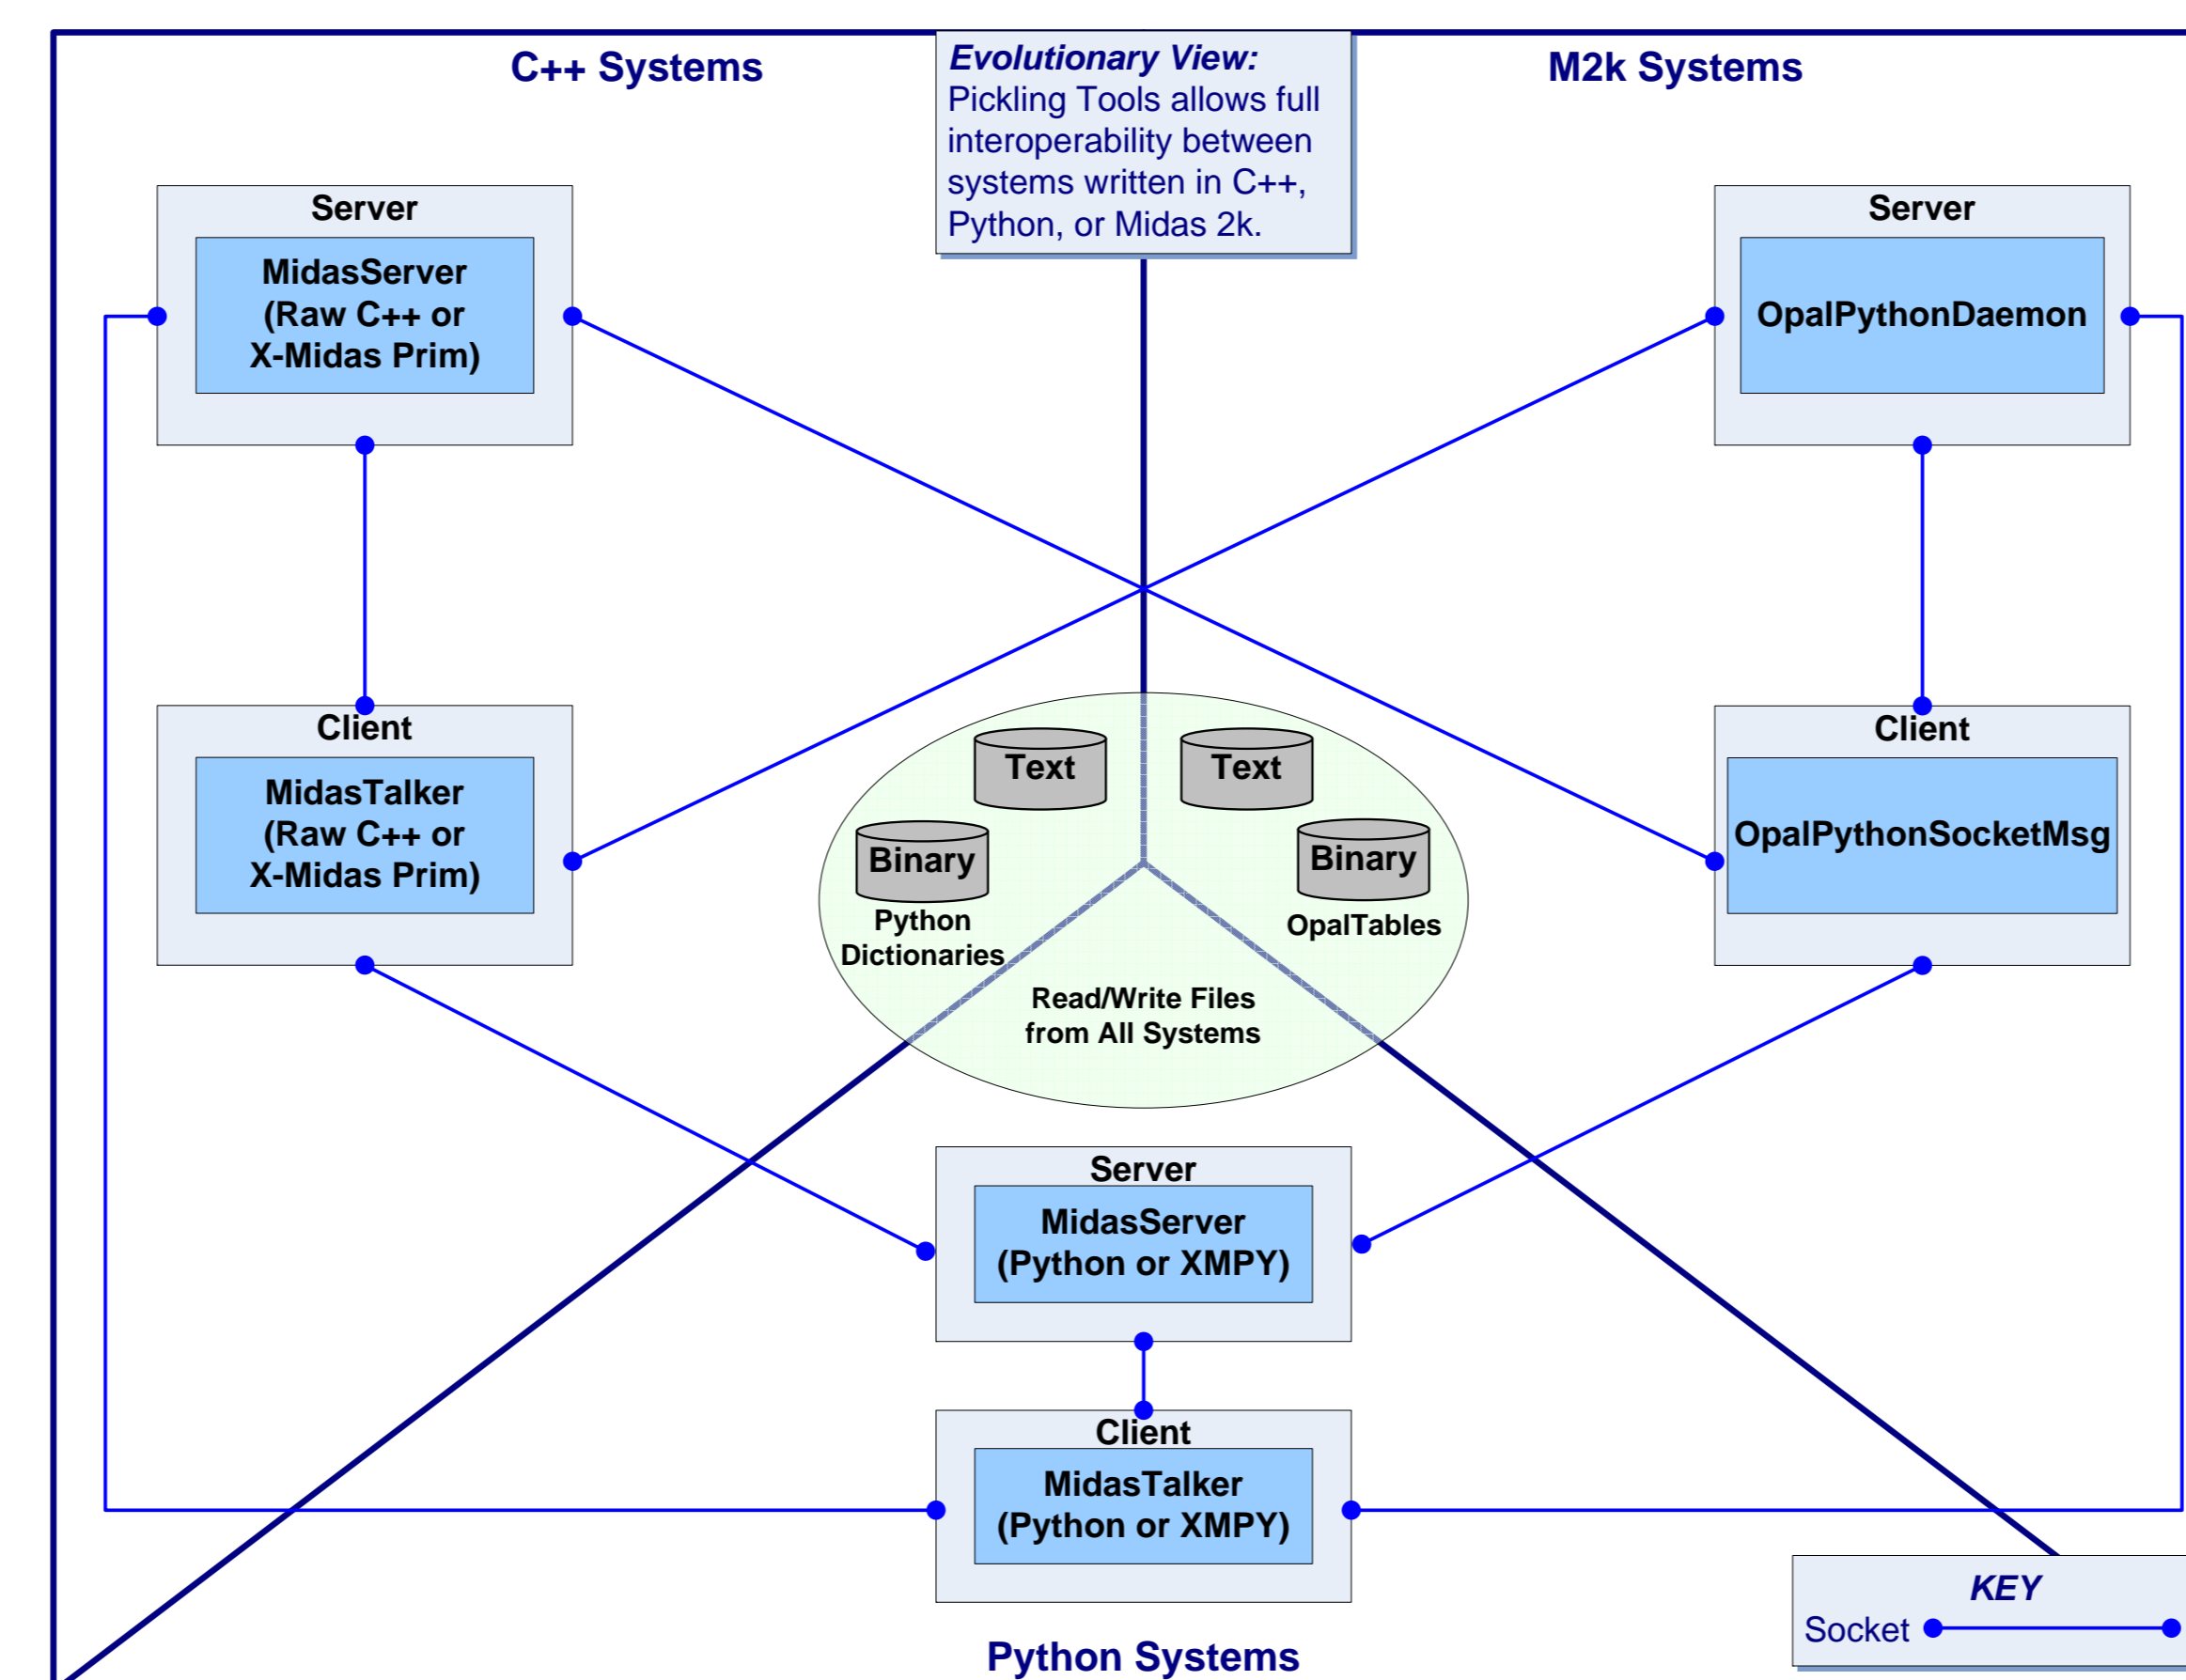 C++ Systems
Evolutionary View:
Pickling Tools allows full
interoperability between
systems written in C++,
Python, or Midas 2k.
M2k Systems
Server
MidasServer
(Raw C++ or
X-Midas Prim)
Server
OpalPythonDaemon
Client
MidasTalker
(Raw C++ or
X-Midas Prim)
Text
Text
Binary
Binary
Python
Dictionaries
OpalTables
Read/Write Files
from All Systems
Client
OpalPythonSocketMsg
Server
MidasServer
(Python or XMPY)
Client
MidasTalker
(Python or XMPY)
Python Systems
KEY
Socket